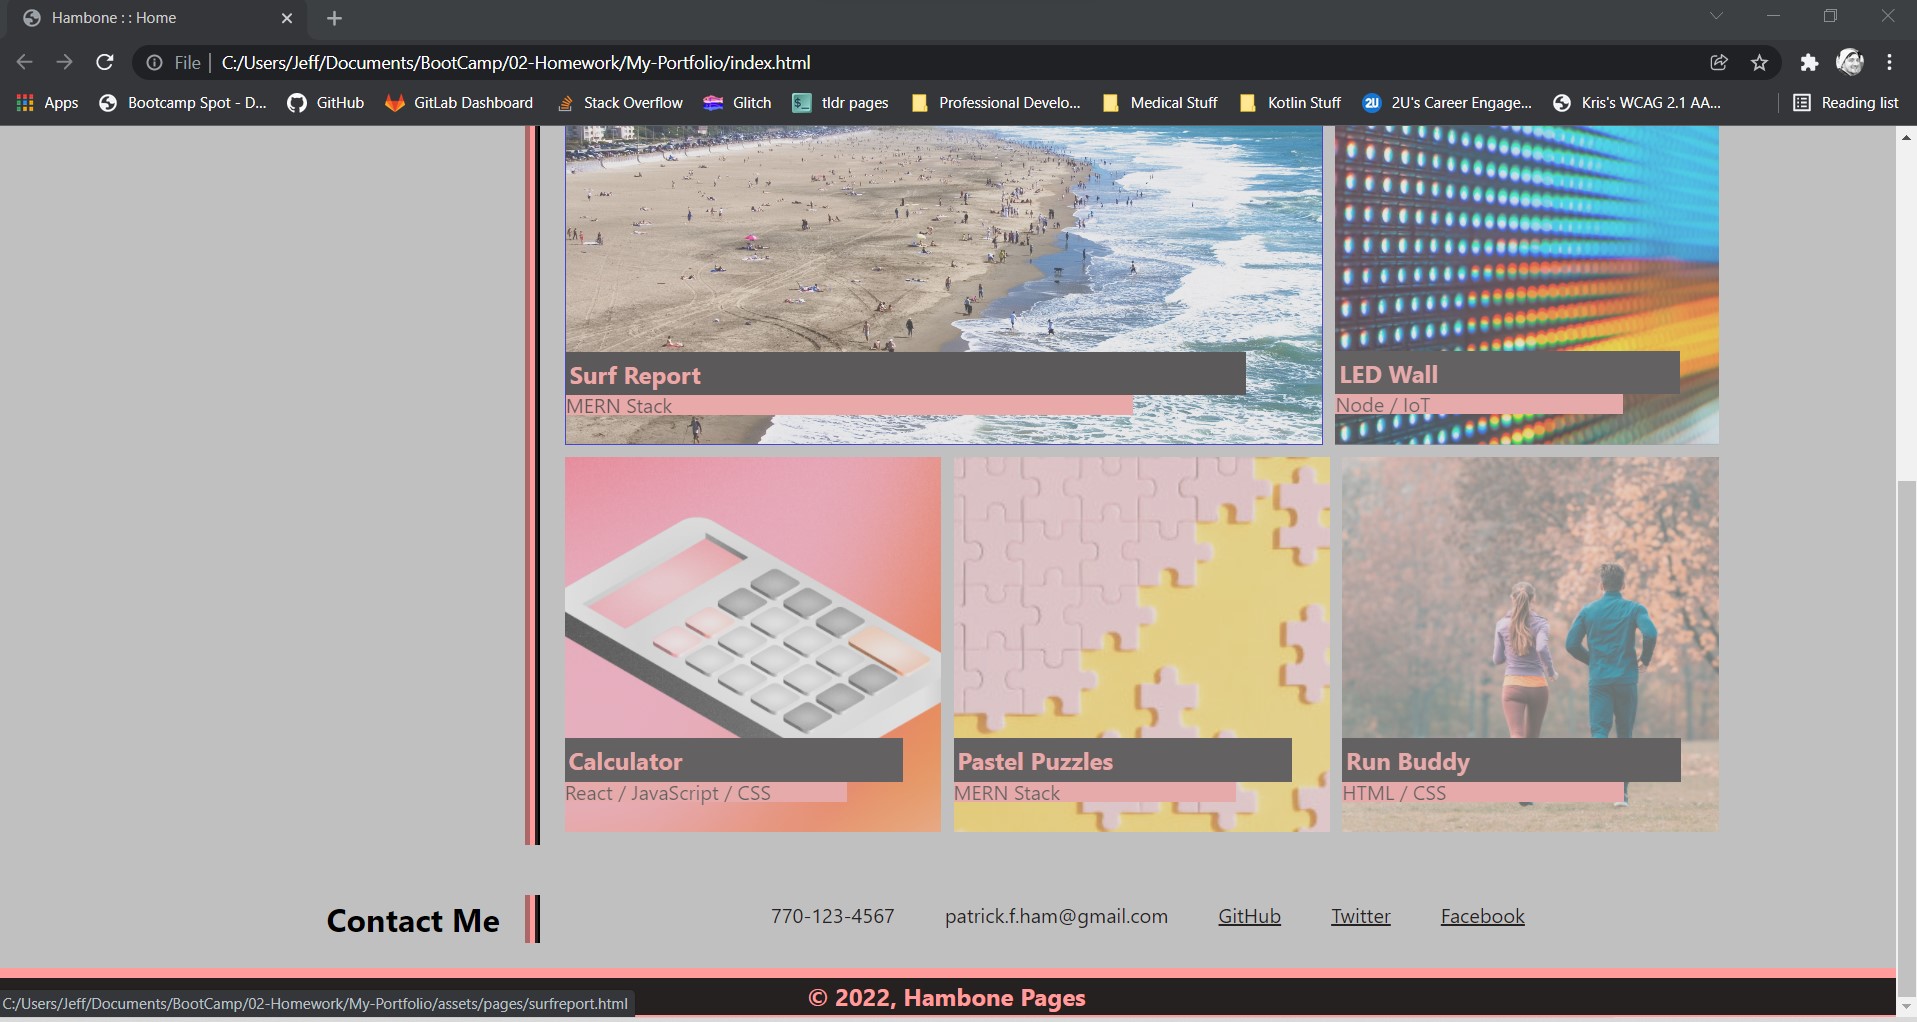 Hambone : : Home
File | C:/Users/Jeff/Documents/BootCamp/02-Homework/My-Portfolio/index.html
Apps Bootcamp Spot - D... GitHub GitLab Dashboard Stack Overflow Glitch tldr pages Professional Develo... Medical Stuff Kotlin Stuff 2U's Career Engage... Kris's WCAG 2.1 AA... Reading list
Surf Report
MERN Stack
LED Wall
Node / IoT
Calculator
React / JavaScript / CSS
Pastel Puzzles
MERN Stack
Run Buddy
HTML / CSS
Contact Me
770-123-4567 patrick.f.ham@gmail.com GitHub Twitter Facebook
© 2022, Hambone Pages
C:/Users/Jeff/Documents/BootCamp/02-Homework/My-Portfolio/assets/pages/surfreport.html